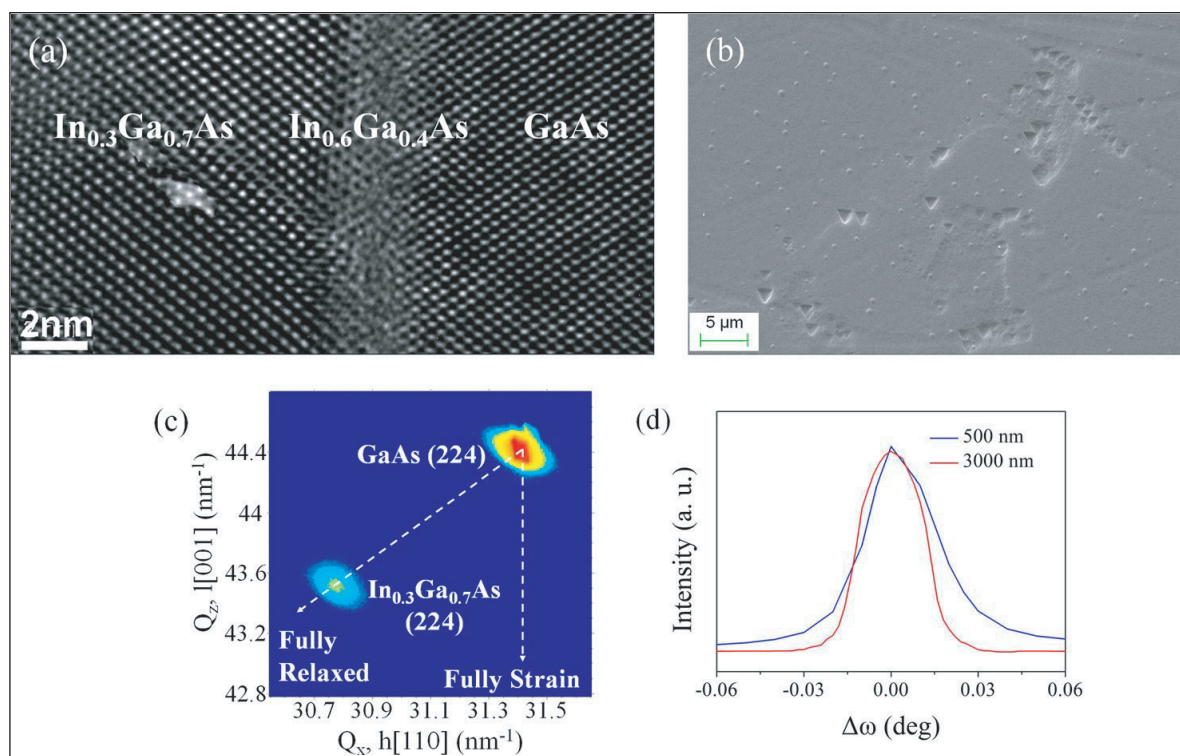 (a)
In0.3Ga0.7As In0.6Ga0.4As GaAs
2nm
(b)
5 µm
(c)
Qz, l[001] (nm-1)
44.4
44
43.6
43.2
42.8
GaAs (224)
In0.3Ga0.7As
(224)
Fully
Relaxed
Fully Strain
30.7 30.9 31.1 31.3 31.5
Qx, h[110] (nm-1)
(d)
Intensity (a. u.)
500 nm
3000 nm
-0.06 -0.03 0.00 0.03 0.06
Δω (deg)